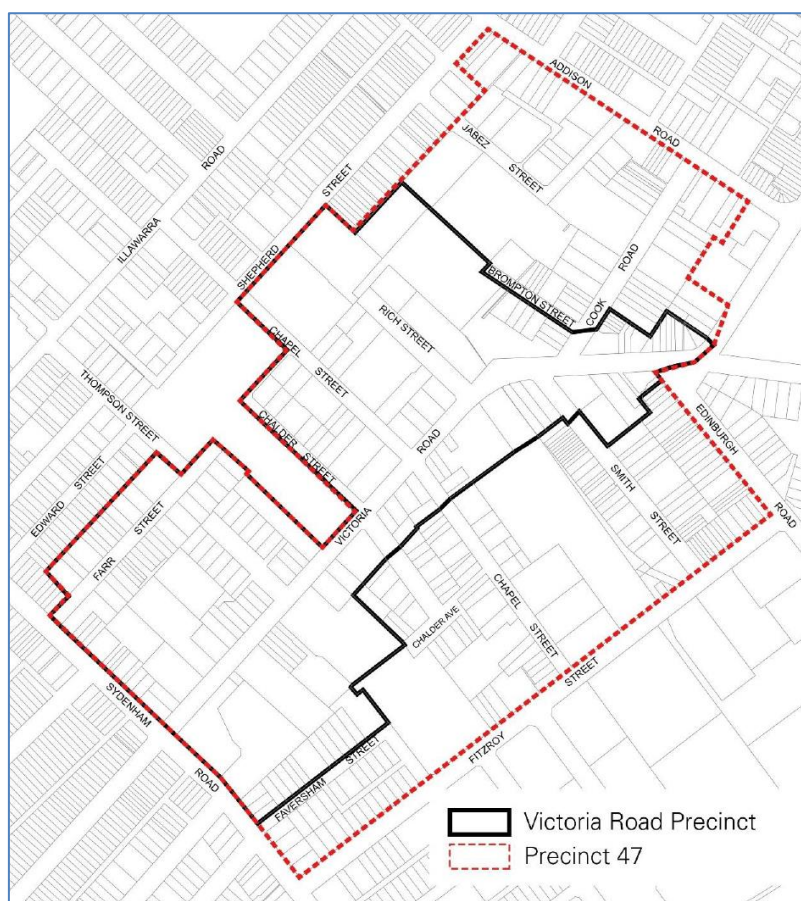 ADDISON
ROAD
JABEZ
STREET
ROAD
ILLAWARRA
STREET
SHEPHERD
BROMPTON STREET
COOK
ROAD
RICH STREET
CHAPEL
STREET
THOMPSON STREET
CHALDER STREET
ROAD
VICTORIA
EDINBURGH
ROAD
SMITH
STREET
EDWARD STREET
FARR STREET
CHALDER AVE
CHAPEL
STREET
SYDENHAM
ROAD
FAVERSHAM STREET
FITZROY
STREET
Victoria Road Precinct
Precinct 47